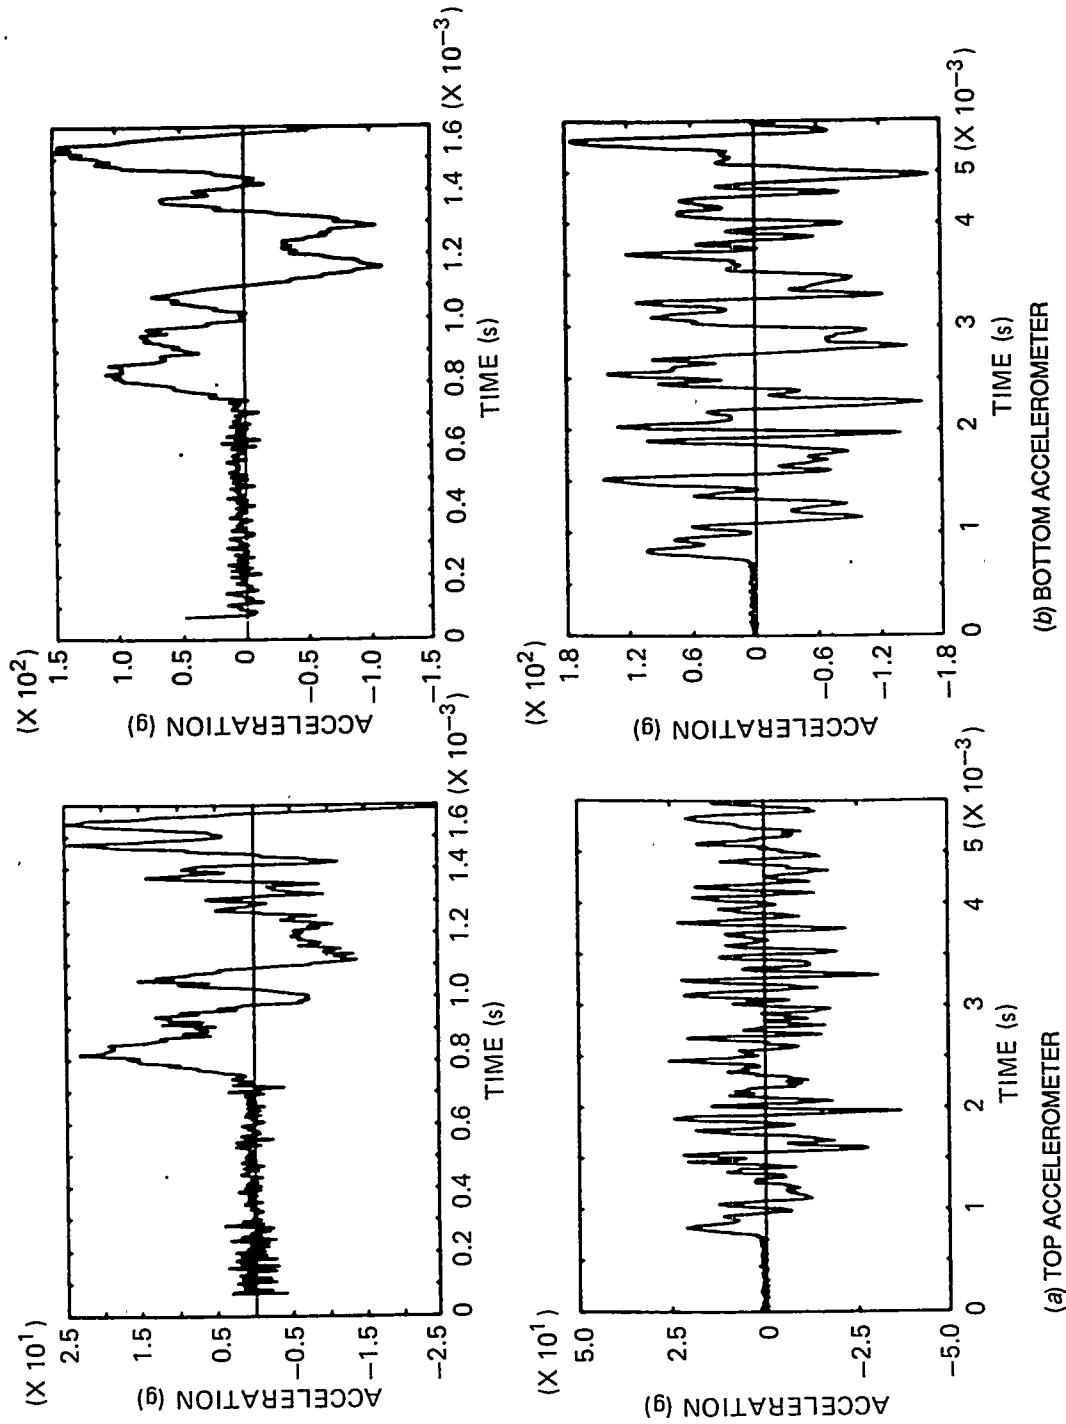 (X 10¹)
2.5
1.5
0.5
−0.5
−1.5
−2.5
ACCELERATION (g)
0 0.2 0.4 0.6 0.8 1.0 1.2 1.4 1.6 (X 10−3)
TIME (s)
(X 10¹)
5.0
2.5
0
−2.5
−5.0
ACCELERATION (g)
0 1 2 3 4 5 (X 10−3)
TIME (s)
(a) TOP ACCELEROMETER
(X 10²)
1.5
1.0
0.5
0
−0.5
−1.0
−1.5
ACCELERATION (g)
0 0.2 0.4 0.6 0.8 1.0 1.2 1.4 1.6 (X 10−3)
TIME (s)
(X 10²)
1.8
1.2
0.6
0
−0.6
−1.2
−1.8
ACCELERATION (g)
0 1 2 3 4 5 (X 10−3)
TIME (s)
(b) BOTTOM ACCELEROMETER